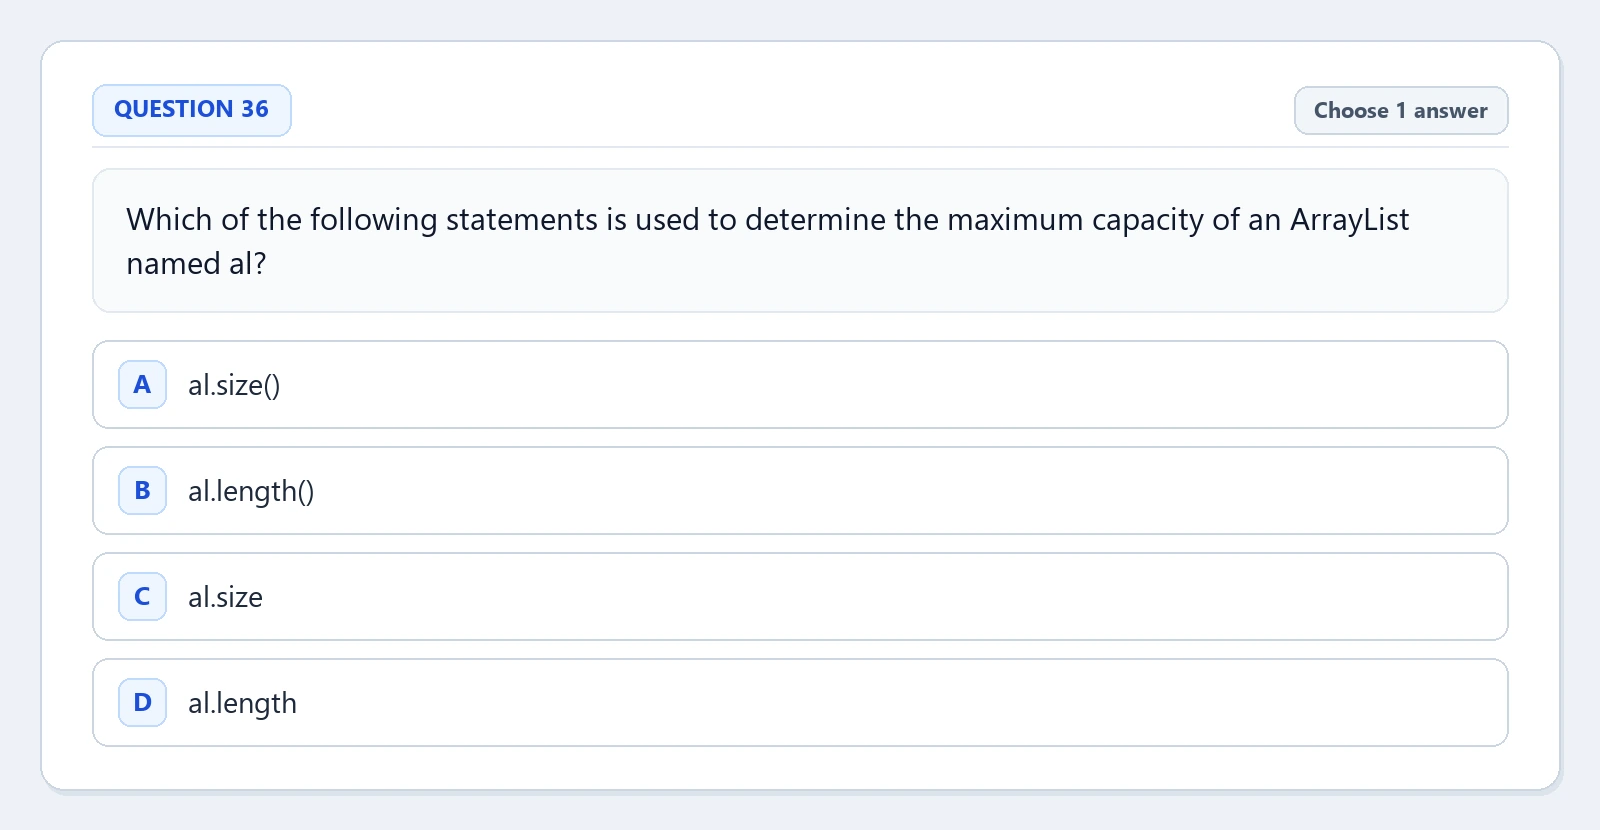 QUESTION 36
Choose 1 answer
Which of the following statements is used to determine the maximum capacity of an ArrayList
named al?
A al.size()
B al.length()
C al.size
D al.length